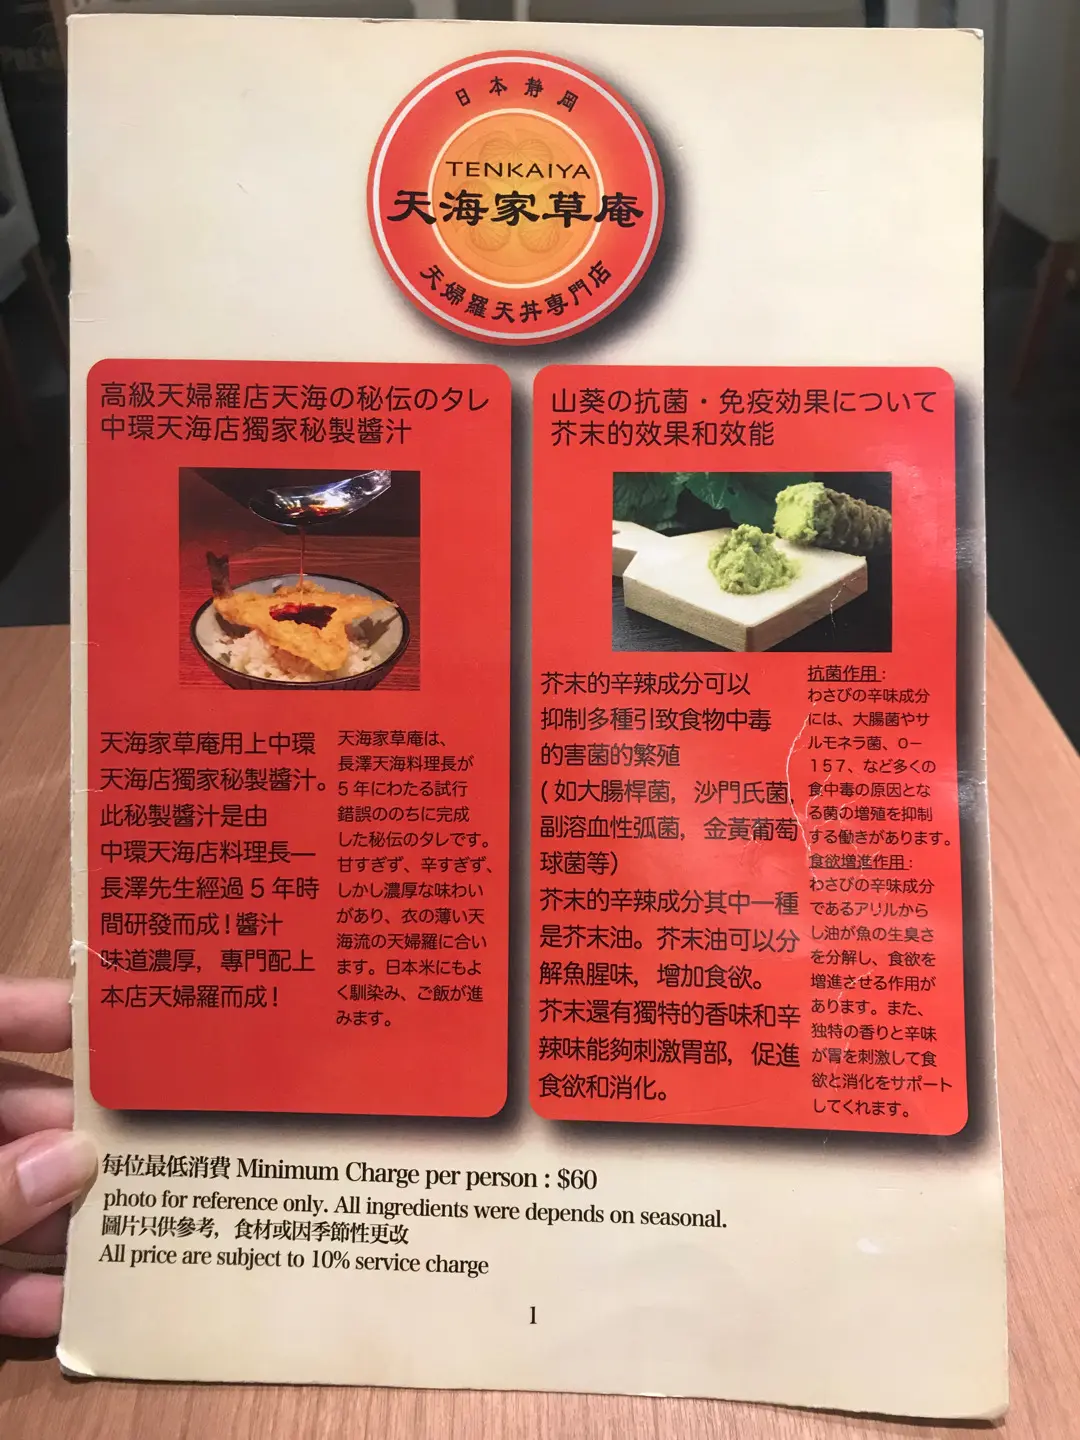 日本静岡
TENKAIYA
天海家草庵
天婦羅天丼専門店
高級天婦羅店天海の秘伝のタレ
中環天海店獨家秘製醬汁
天海家草庵用上中環
天海店獨家秘製醬汁。
此秘製醬汁是由
中環天海店料理長—
長澤先生經過 5 年時
間研發而成！醬汁
味道濃厚，專門配上
本店天婦羅而成！
天海家草庵は、
長澤天海料理長が
5 年にわたる試行
錯誤ののちに完成
した秘伝のタレです。
甘すぎず、辛すぎず、
しかし濃厚な味わい
があり、衣の薄い天
海流の天婦羅に合い
ます。日本米にもよ
く馴染み、ご飯が進
みます。
山葵の抗菌・免疫効果について
芥末的效果和效能
芥末的辛辣成分可以
抑制多種引致食物中毒
的害菌的繁殖
(如大腸桿菌，沙門氏菌，
副溶血性弧菌，金黃葡萄
球菌等）
芥末的辛辣成分其中一種
是芥末油。芥末油可以分
解魚腥味，增加食欲。
芥末還有獨特的香味和辛
辣味能夠刺激胃部，促進
食欲和消化。
抗菌作用：
わさびの辛味成分
には、大腸菌やサ
ルモネラ菌、O－
157、など多くの
食中毒の原因とな
る菌の増殖を抑制
する働きがあります。
食欲増進作用：
わさびの辛味成分
であるアリルから
し油が魚の生臭さ
を分解し、食欲を
増進させる作用が
あります。また、
独特の香りと辛味
が胃を刺激して食
欲と消化をサポート
してくれます。
每位最低消費 Minimum Charge per person : $60
photo for reference only. All ingredients were depends on seasonal.
圖片只供參考，食材或因季節性更改
All price are subject to 10% service charge
1